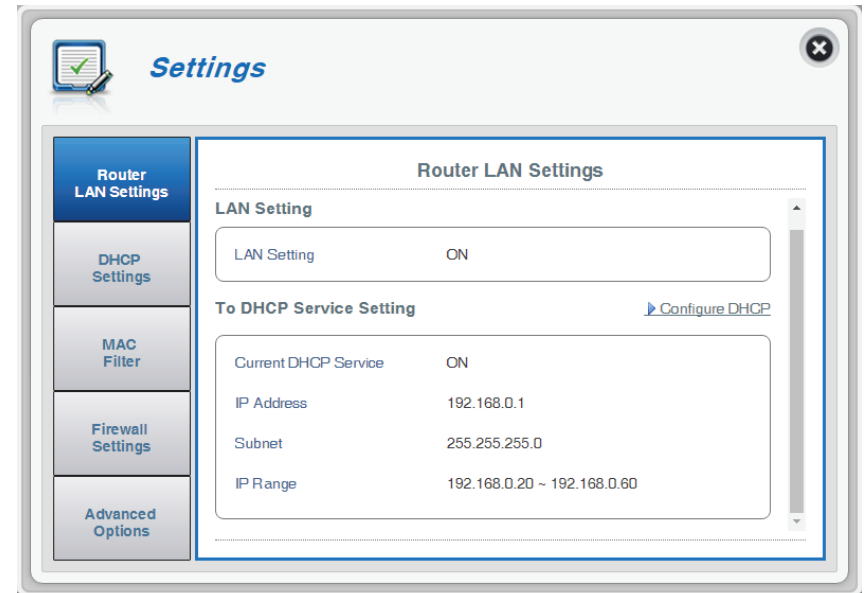 Settings
Router
LAN Settings
DHCP
Settings
MAC
Filter
Firewall
Settings
Advanced
Options
Router LAN Settings
LAN Setting
LAN Setting ON
To DHCP Service Setting Configure DHCP
Current DHCP Service ON
IP Address 192.168.0.1
Subnet 255.255.255.0
IP Range 192.168.0.20 ~ 192.168.0.60